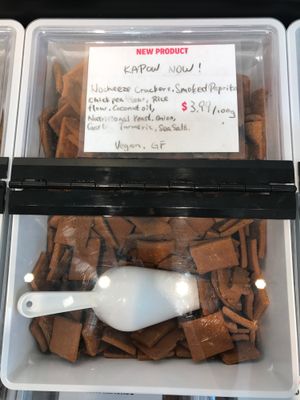 NEW PRODUCT
KAPOW NOW!
Nocheeze Crackers, Smoked Paprika
Chickpea flour, Rice
flour, Coconut oil,
$3.99/100g
Nutritional Yeast, Onion,
Garlic, Turmeric, Sea Salt.
Vegan, GF